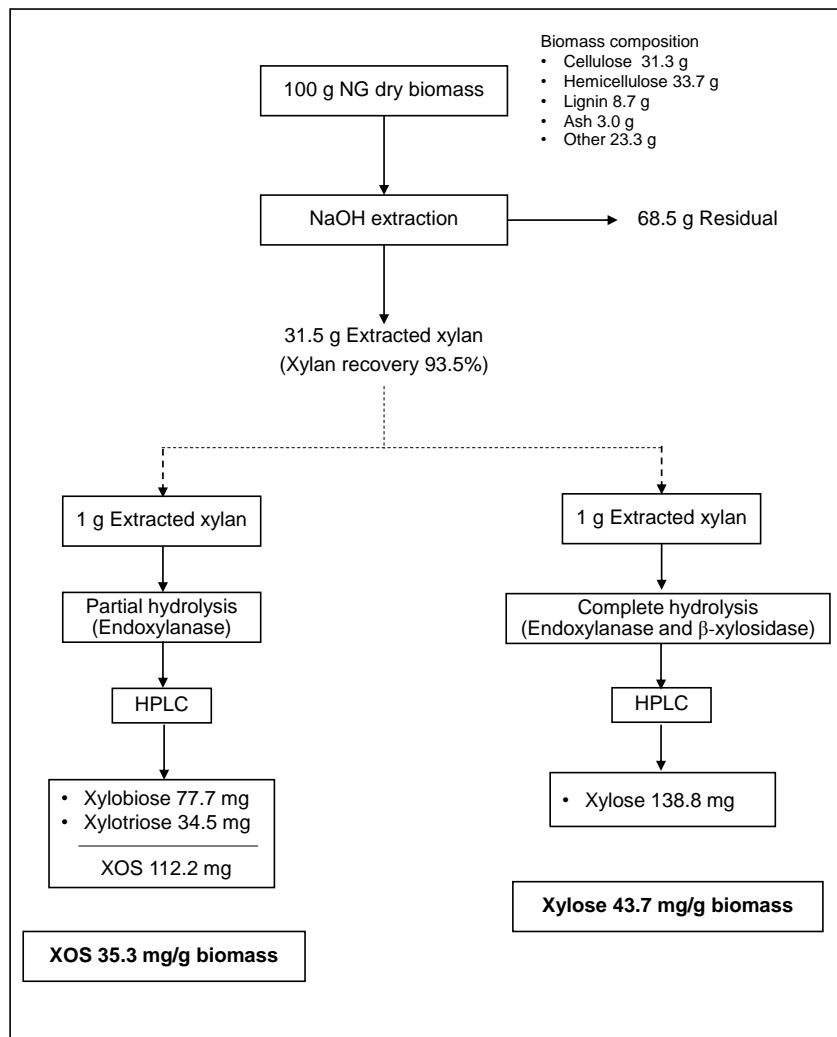 Biomass composition
• Cellulose 31.3 g
• Hemicellulose 33.7 g
• Lignin 8.7 g
• Ash 3.0 g
• Other 23.3 g
100 g NG dry biomass
NaOH extraction
68.5 g Residual
31.5 g Extracted xylan
(Xylan recovery 93.5%)
1 g Extracted xylan
Partial hydrolysis
(Endoxylanase)
HPLC
• Xylobiose 77.7 mg
• Xylotriose 34.5 mg
XOS 112.2 mg
XOS 35.3 mg/g biomass
1 g Extracted xylan
Complete hydrolysis
(Endoxylanase and β-xylosidase)
HPLC
• Xylose 138.8 mg
Xylose 43.7 mg/g biomass